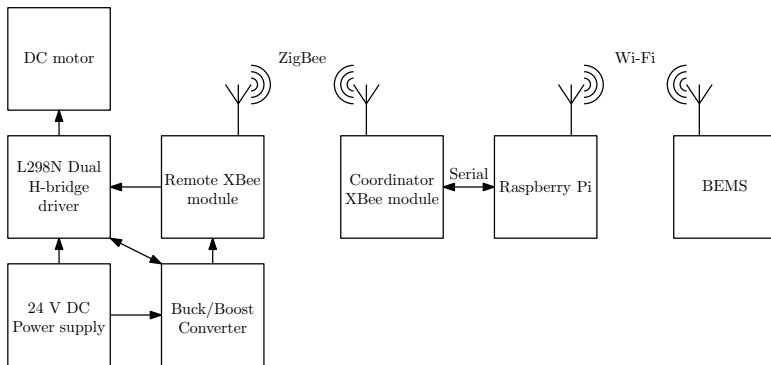 DC motor
ZigBee
Wi-Fi
L298N Dual
H-bridge
driver
Remote XBee
module
Coordinator
XBee module
Serial
Raspberry Pi
BEMS
24 V DC
Power supply
Buck/Boost
Converter